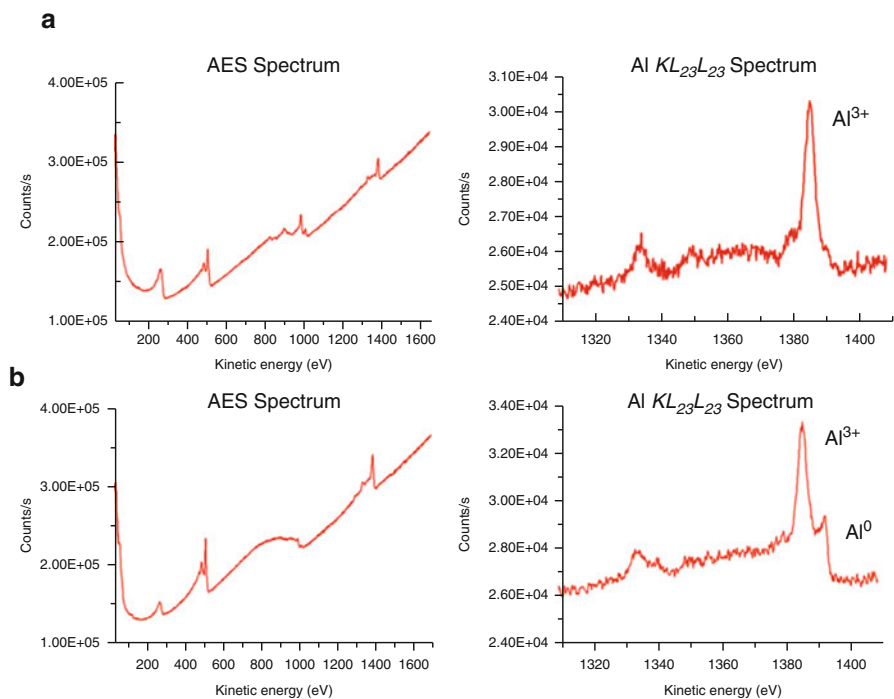 a
AES Spectrum
4.00E+05
3.00E+05
2.00E+05
1.00E+05
Counts/s
200 400 600 800 1000 1200 1400 1600
Kinetic energy (eV)
Al KL23L23 Spectrum
3.10E+04
3.00E+04
2.90E+04
2.80E+04
2.70E+04
2.60E+04
2.50E+04
2.40E+04
Counts/s
Al3+
1320 1340 1360 1380 1400
Kinetic energy (eV)
b
AES Spectrum
4.00E+05
3.00E+05
2.00E+05
1.00E+05
Counts/s
200 400 600 800 1000 1200 1400 1600
Kinetic energy (eV)
Al KL23L23 Spectrum
3.40E+04
3.20E+04
3.00E+04
2.80E+04
2.60E+04
2.40E+04
Counts/s
Al3+
Al0
1320 1340 1360 1380 1400
Kinetic energy (eV)